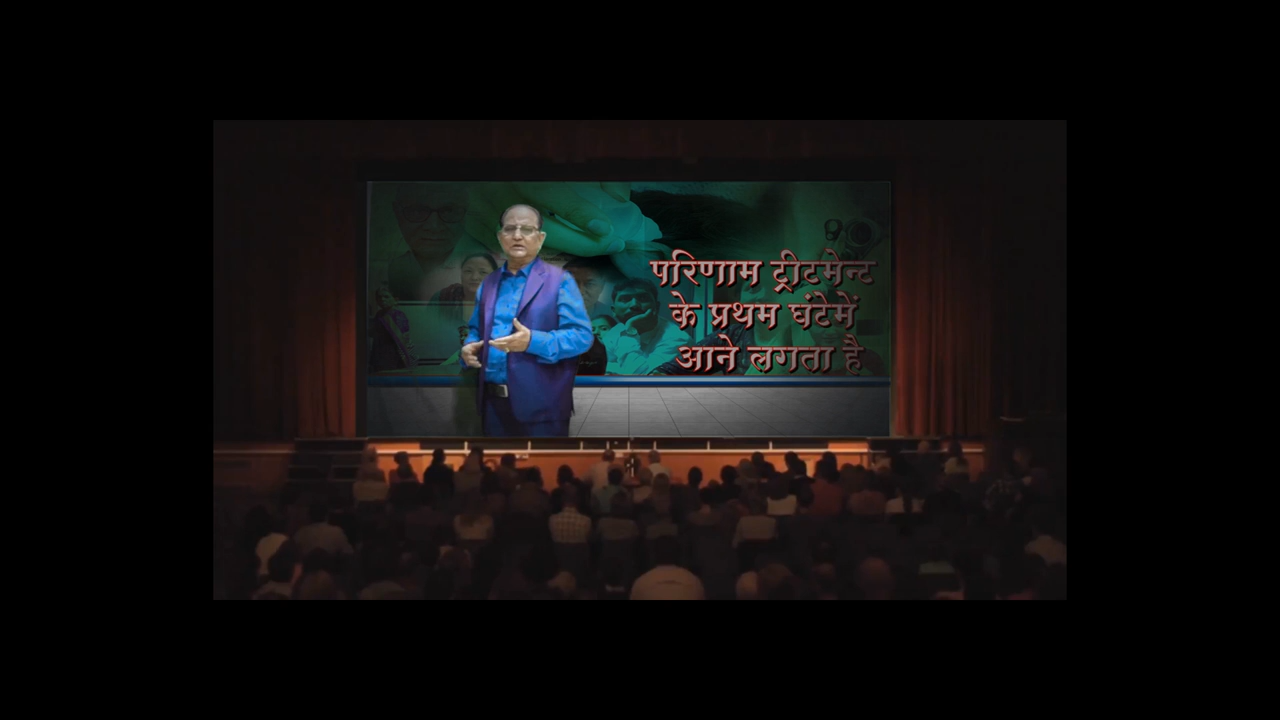 परिणाम ट्रीटमेन्ट
के प्रथम घंटेमें
आने लगता है